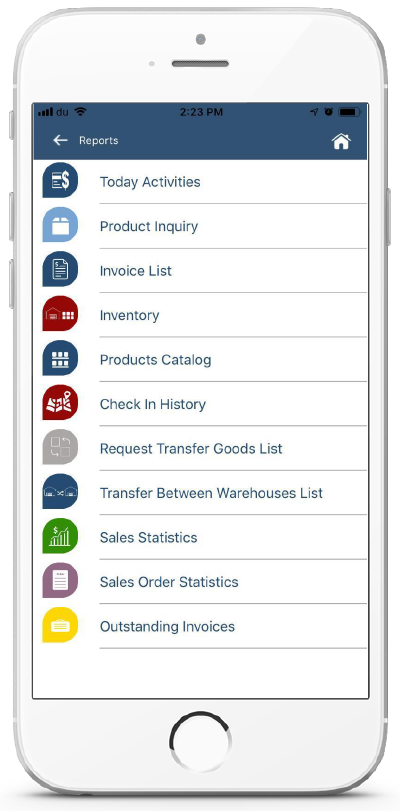 du 2:23 PM
Reports
Today Activities
Product Inquiry
Invoice List
Inventory
Products Catalog
Check In History
Request Transfer Goods List
Transfer Between Warehouses List
Sales Statistics
Sales Order Statistics
Outstanding Invoices